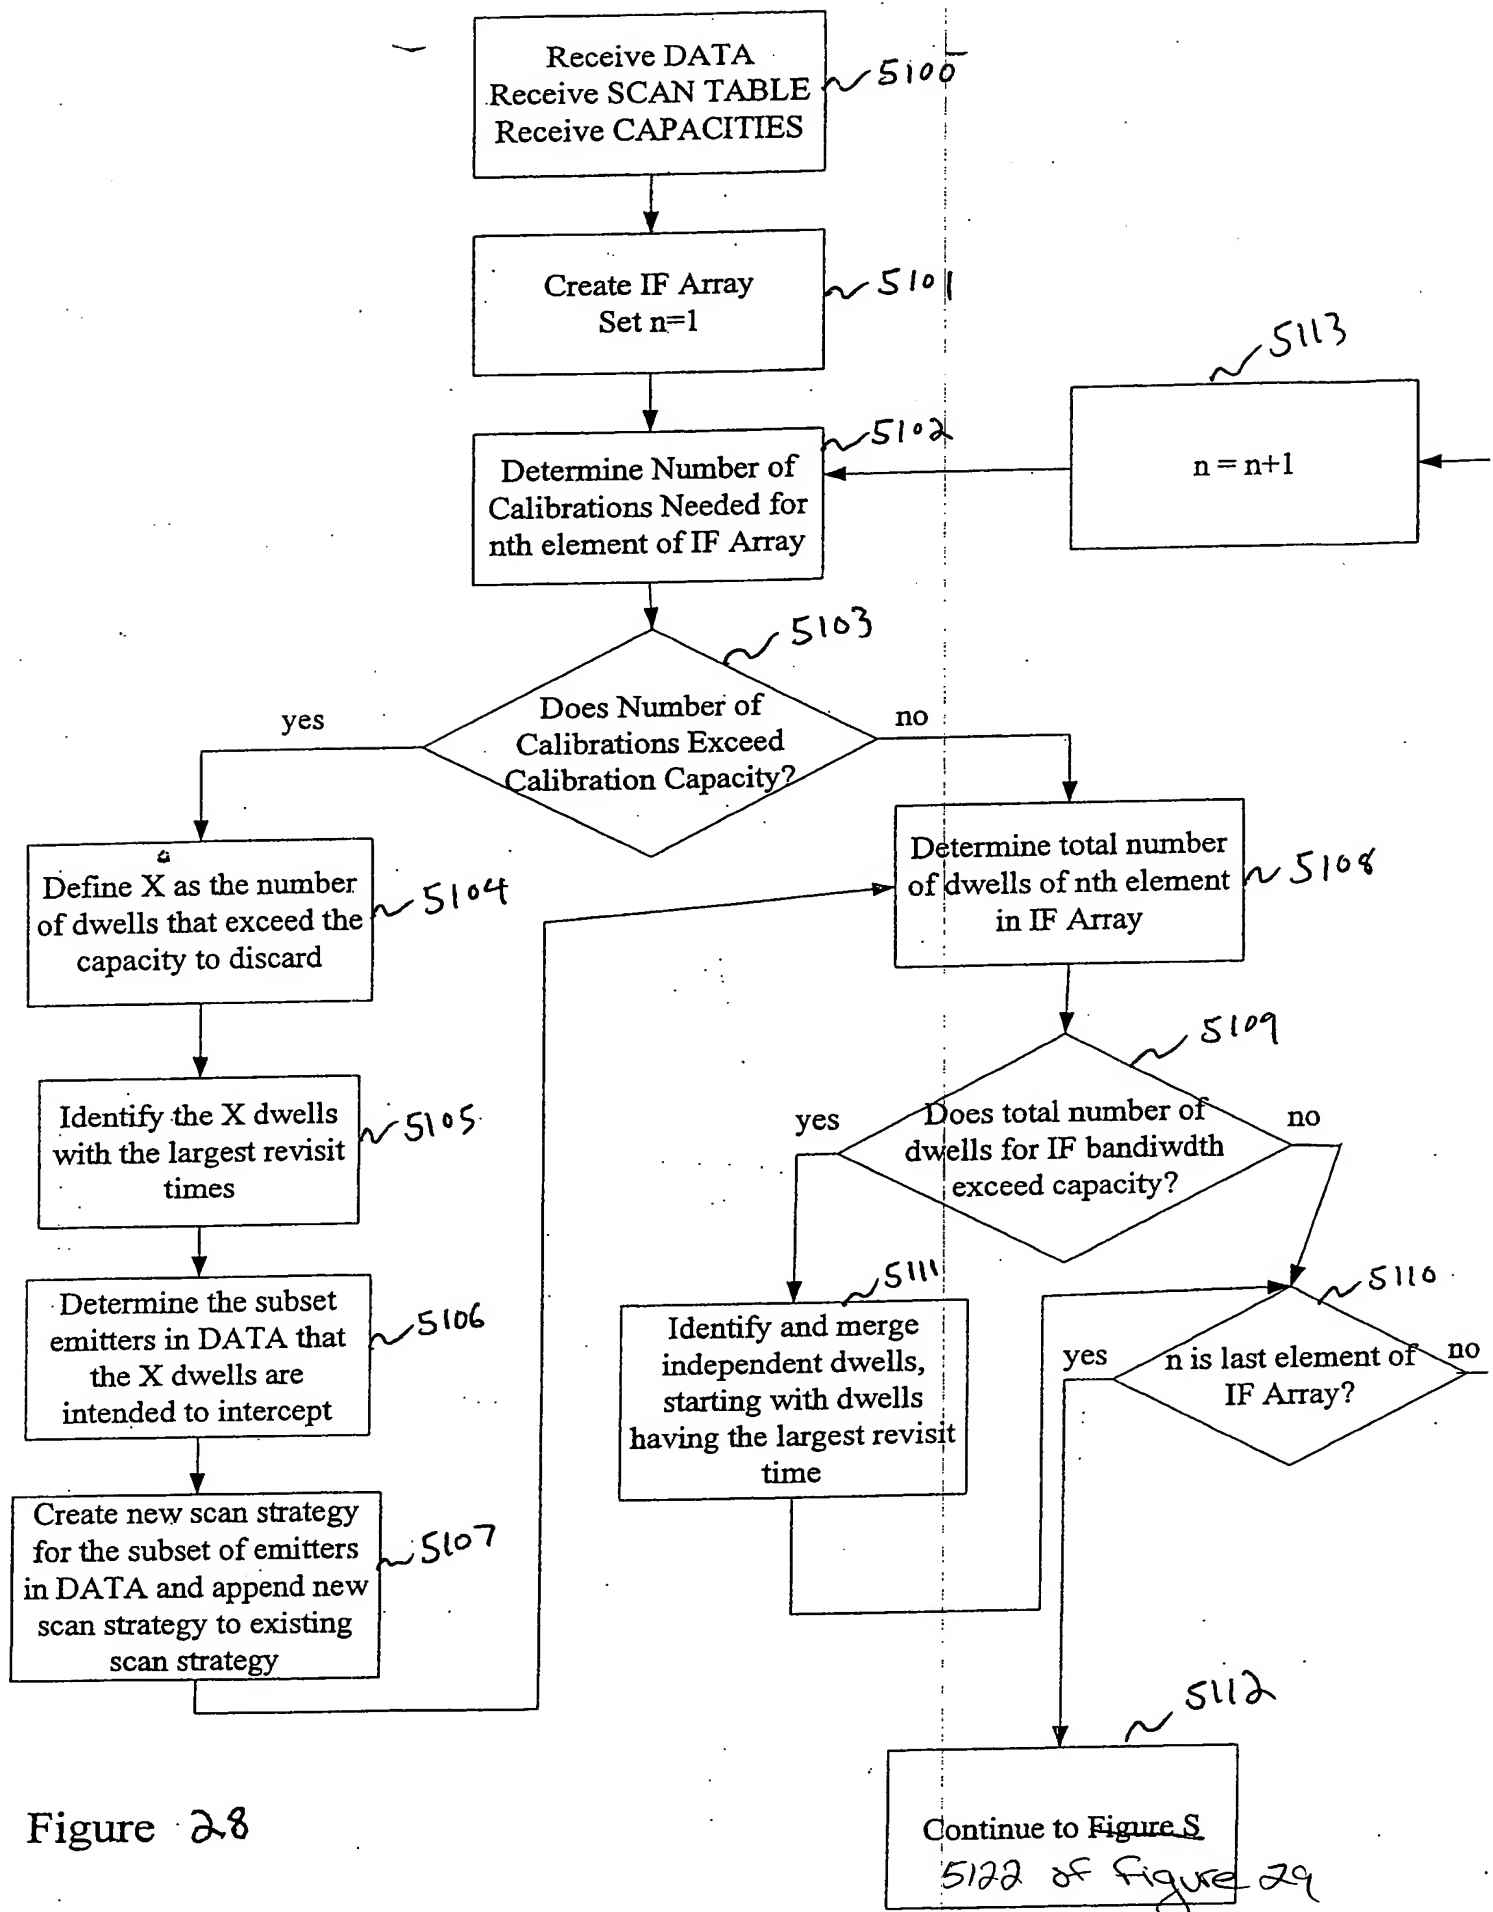 Receive DATA
Receive SCAN TABLE
Receive CAPACITIES
5100
Create IF Array
Set n=1
5101
5113
n = n+1
5102
Determine Number of
Calibrations Needed for
nth element of IF Array
5103
Does Number of
Calibrations Exceed
Calibration Capacity?
yes
no
Define X as the number
of dwells that exceed the
capacity to discard
5104
Determine total number
of dwells of nth element
in IF Array
5108
Identify the X dwells
with the largest revisit
times
5105
5109
Does total number of
dwells for IF bandiwdth
exceed capacity?
yes
no
Determine the subset
emitters in DATA that
the X dwells are
intended to intercept
5106
5111
Identify and merge
independent dwells,
starting with dwells
having the largest revisit
time
5110
n is last element of
IF Array?
yes
no
Create new scan strategy
for the subset of emitters
in DATA and append new
scan strategy to existing
scan strategy
5107
5112
Continue to Figure S
5122 of Figure 29
Figure 28